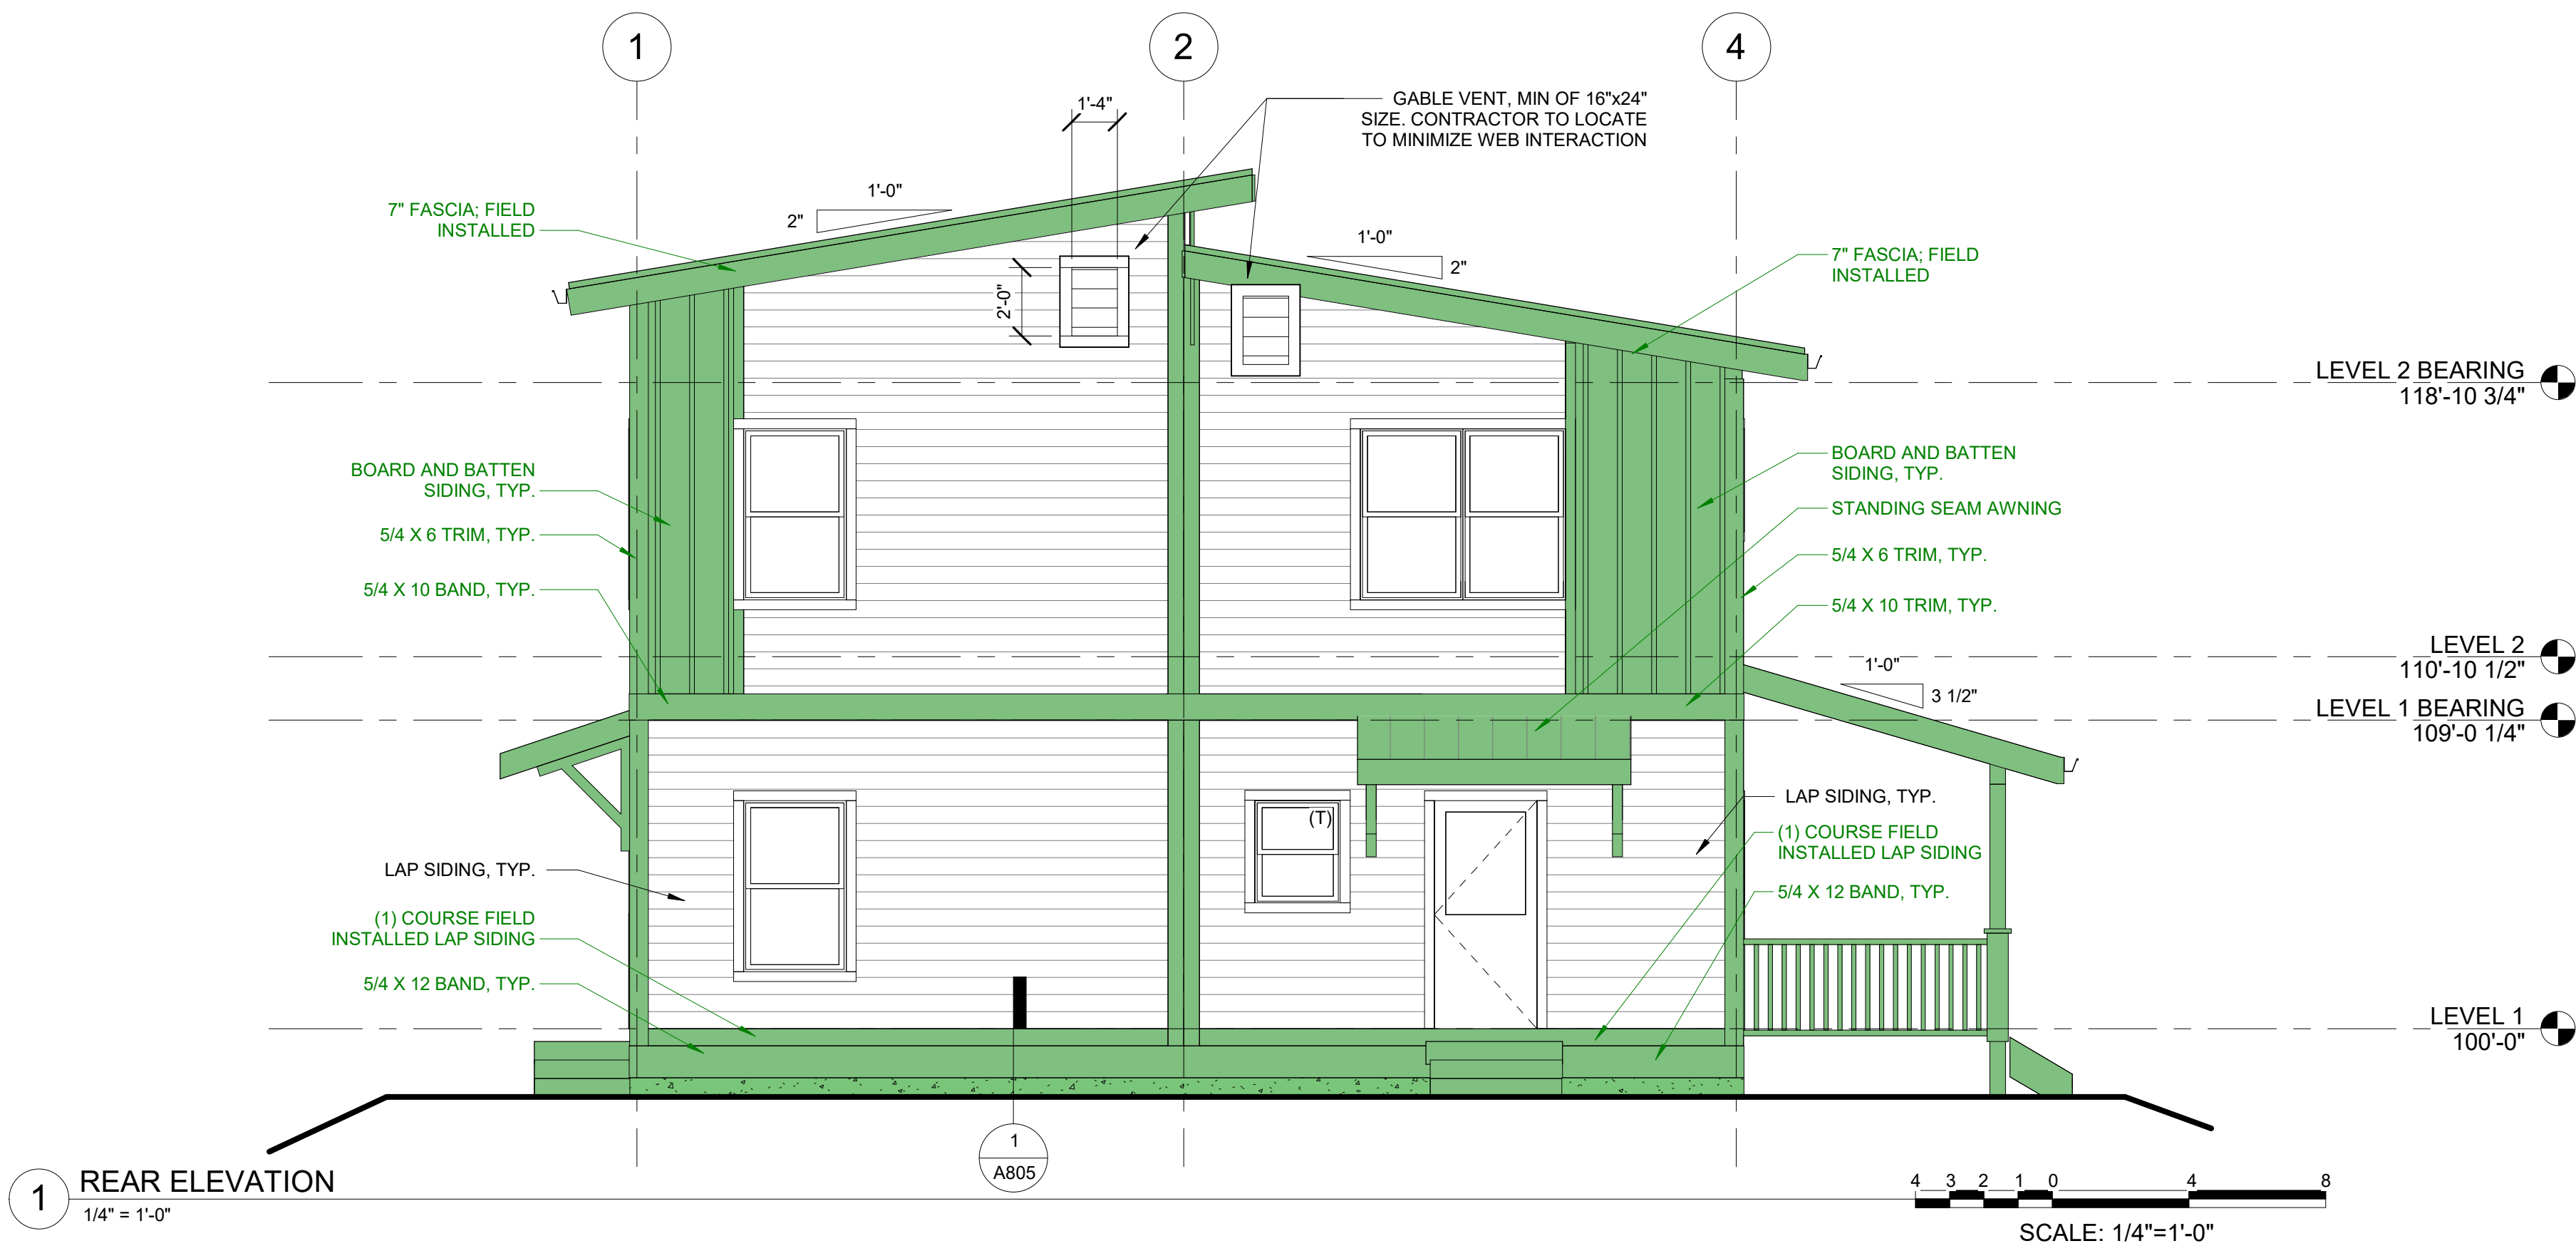 1
2
4
1'-4"
GABLE VENT, MIN OF 16"x24"
SIZE. CONTRACTOR TO LOCATE
TO MINIMIZE WEB INTERACTION
7" FASCIA; FIELD
INSTALLED
1'-0"
2"
1'-0"
2"
2'-0"
7" FASCIA; FIELD
INSTALLED
LEVEL 2 BEARING
118'-10 3/4"
BOARD AND BATTEN
SIDING, TYP.
5/4 X 6 TRIM, TYP.
5/4 X 10 BAND, TYP.
BOARD AND BATTEN
SIDING, TYP.
STANDING SEAM AWNING
5/4 X 6 TRIM, TYP.
5/4 X 10 TRIM, TYP.
LEVEL 2
110'-10 1/2"
1'-0"
3 1/2"
LEVEL 1 BEARING
109'-0 1/4"
(T)
LAP SIDING, TYP.
(1) COURSE FIELD
INSTALLED LAP SIDING
5/4 X 12 BAND, TYP.
LAP SIDING, TYP.
(1) COURSE FIELD
INSTALLED LAP SIDING
5/4 X 12 BAND, TYP.
LEVEL 1
100'-0"
1
A805
1
REAR ELEVATION
1/4" = 1'-0"
4 3 2 1 0 4 8
SCALE: 1/4"=1'-0"